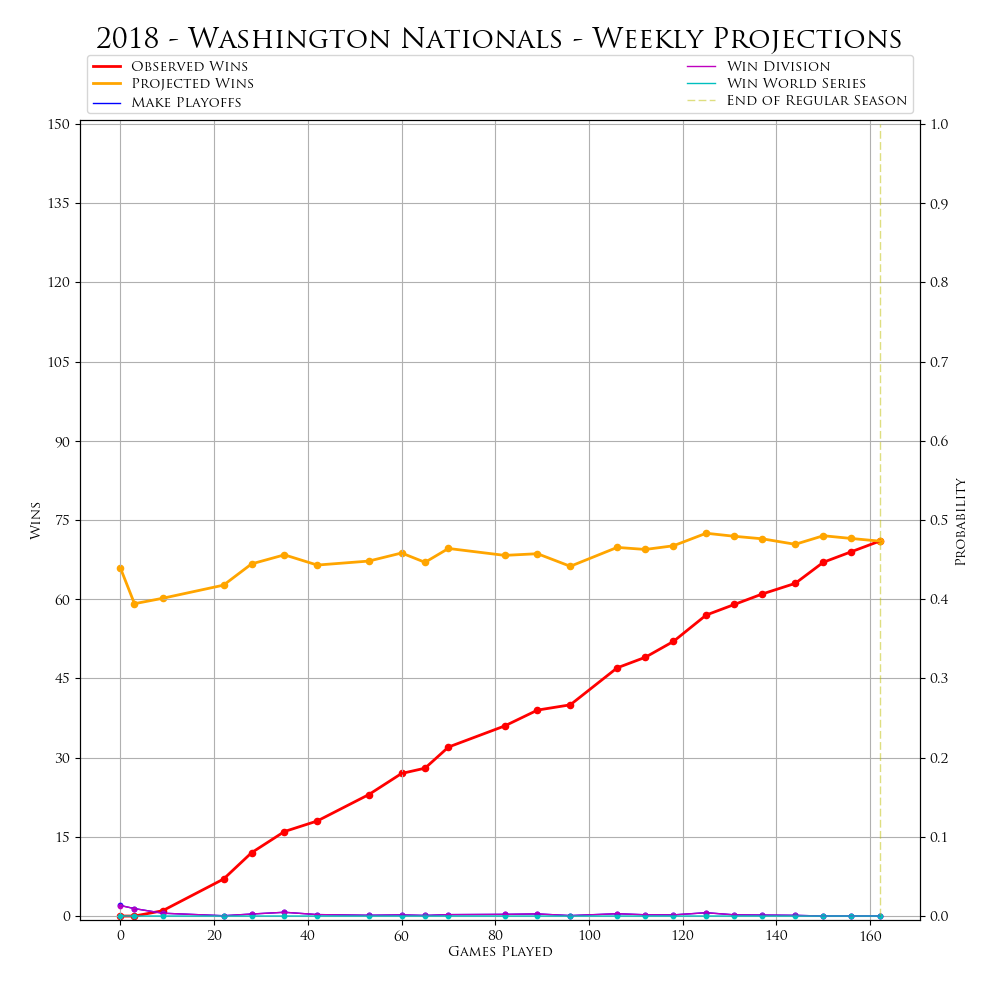 2018 - Washington Nationals - Weekly Projections
Observed Wins
Projected Wins
Make Playoffs
Win Division
Win World Series
End of Regular Season
150
135
120
105
90
75
60
45
30
15
0
Wins
1.0
0.9
0.8
0.7
0.6
0.5
0.4
0.3
0.2
0.1
0.0
Probability
0 20 40 60 80 100 120 140 160
Games Played